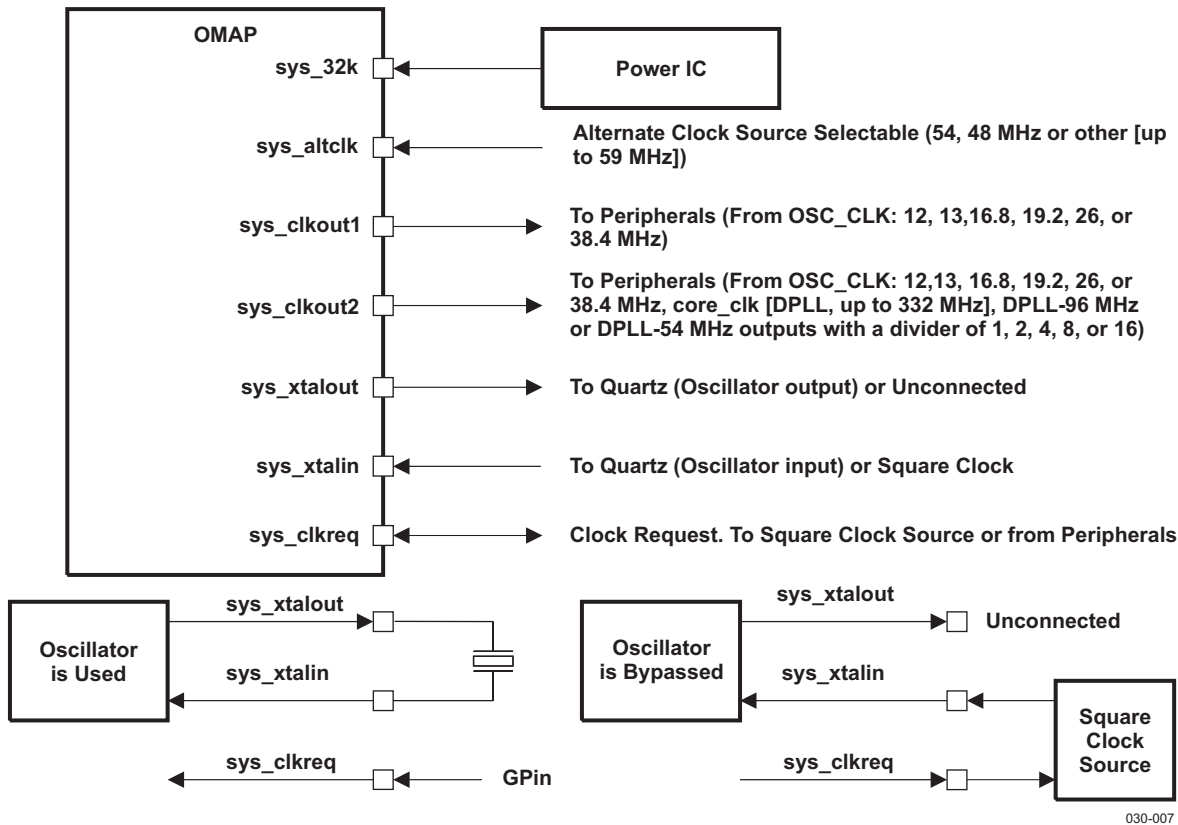 OMAP
sys_32k
Power IC
sys_altclk
Alternate Clock Source Selectable (54, 48 MHz or other [up
to 59 MHz])
sys_clkout1
To Peripherals (From OSC_CLK: 12, 13,16.8, 19.2, 26, or
38.4 MHz)
sys_clkout2
To Peripherals (From OSC_CLK: 12,13, 16.8, 19.2, 26, or
38.4 MHz, core_clk [DPLL, up to 332 MHz], DPLL-96 MHz
or DPLL-54 MHz outputs with a divider of 1, 2, 4, 8, or 16)
sys_xtalout
To Quartz (Oscillator output) or Unconnected
sys_xtalin
To Quartz (Oscillator input) or Square Clock
sys_clkreq
Clock Request. To Square Clock Source or from Peripherals
Oscillator
is Used
sys_xtalout
sys_xtalin
sys_clkreq
GPin
Oscillator
is Bypassed
sys_xtalout
Unconnected
sys_xtalin
sys_clkreq
Square
Clock
Source
030-007